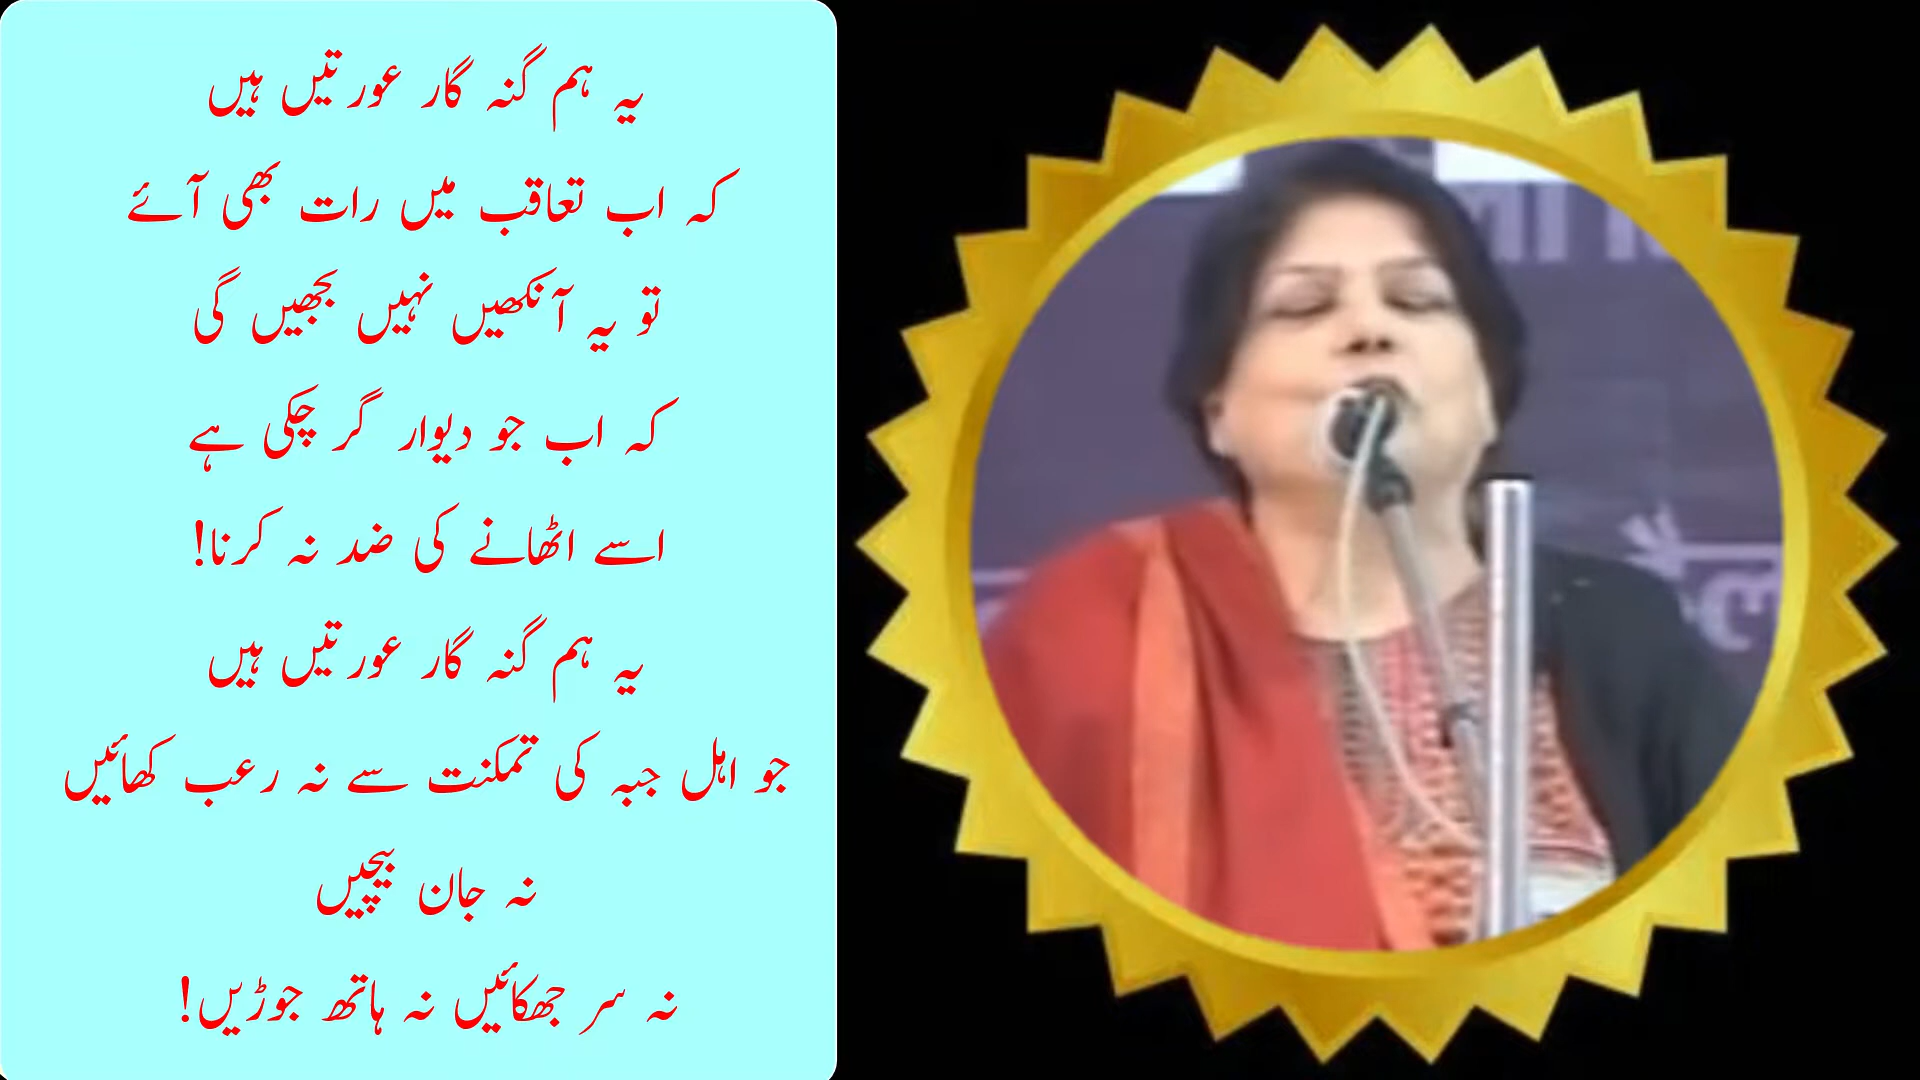 یہ ہم گنہ گار عورتیں ہیں
کہ اب تعاقب میں رات بھی آئے
تو یہ آنکھیں نہیں بجھیں گی
کہ اب جو دیوار گر چکی ہے
اسے اٹھانے کی ضد نہ کرنا!
یہ ہم گنہ گار عورتیں ہیں
جو اہل جبہ کی تمکنت سے نہ رعب کھائیں
نہ جان بیچیں
نہ سر جھکائیں نہ ہاتھ جوڑیں!